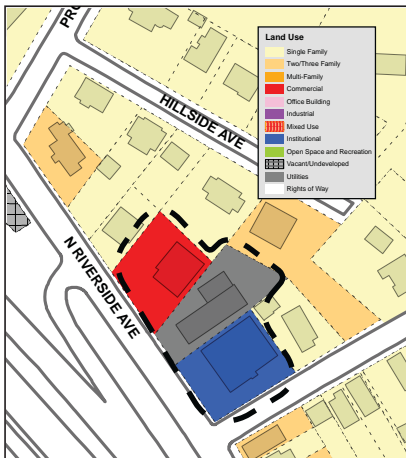 PRO
Land Use
Single Family
Two/Three Family
Multi-Family
Commercial
Office Building
Industrial
Mixed Use
Institutional
Open Space and Recreation
Vacant/Undeveloped
Utilities
Rights of Way
HILLSIDE AVE
N RIVERSIDE AVE